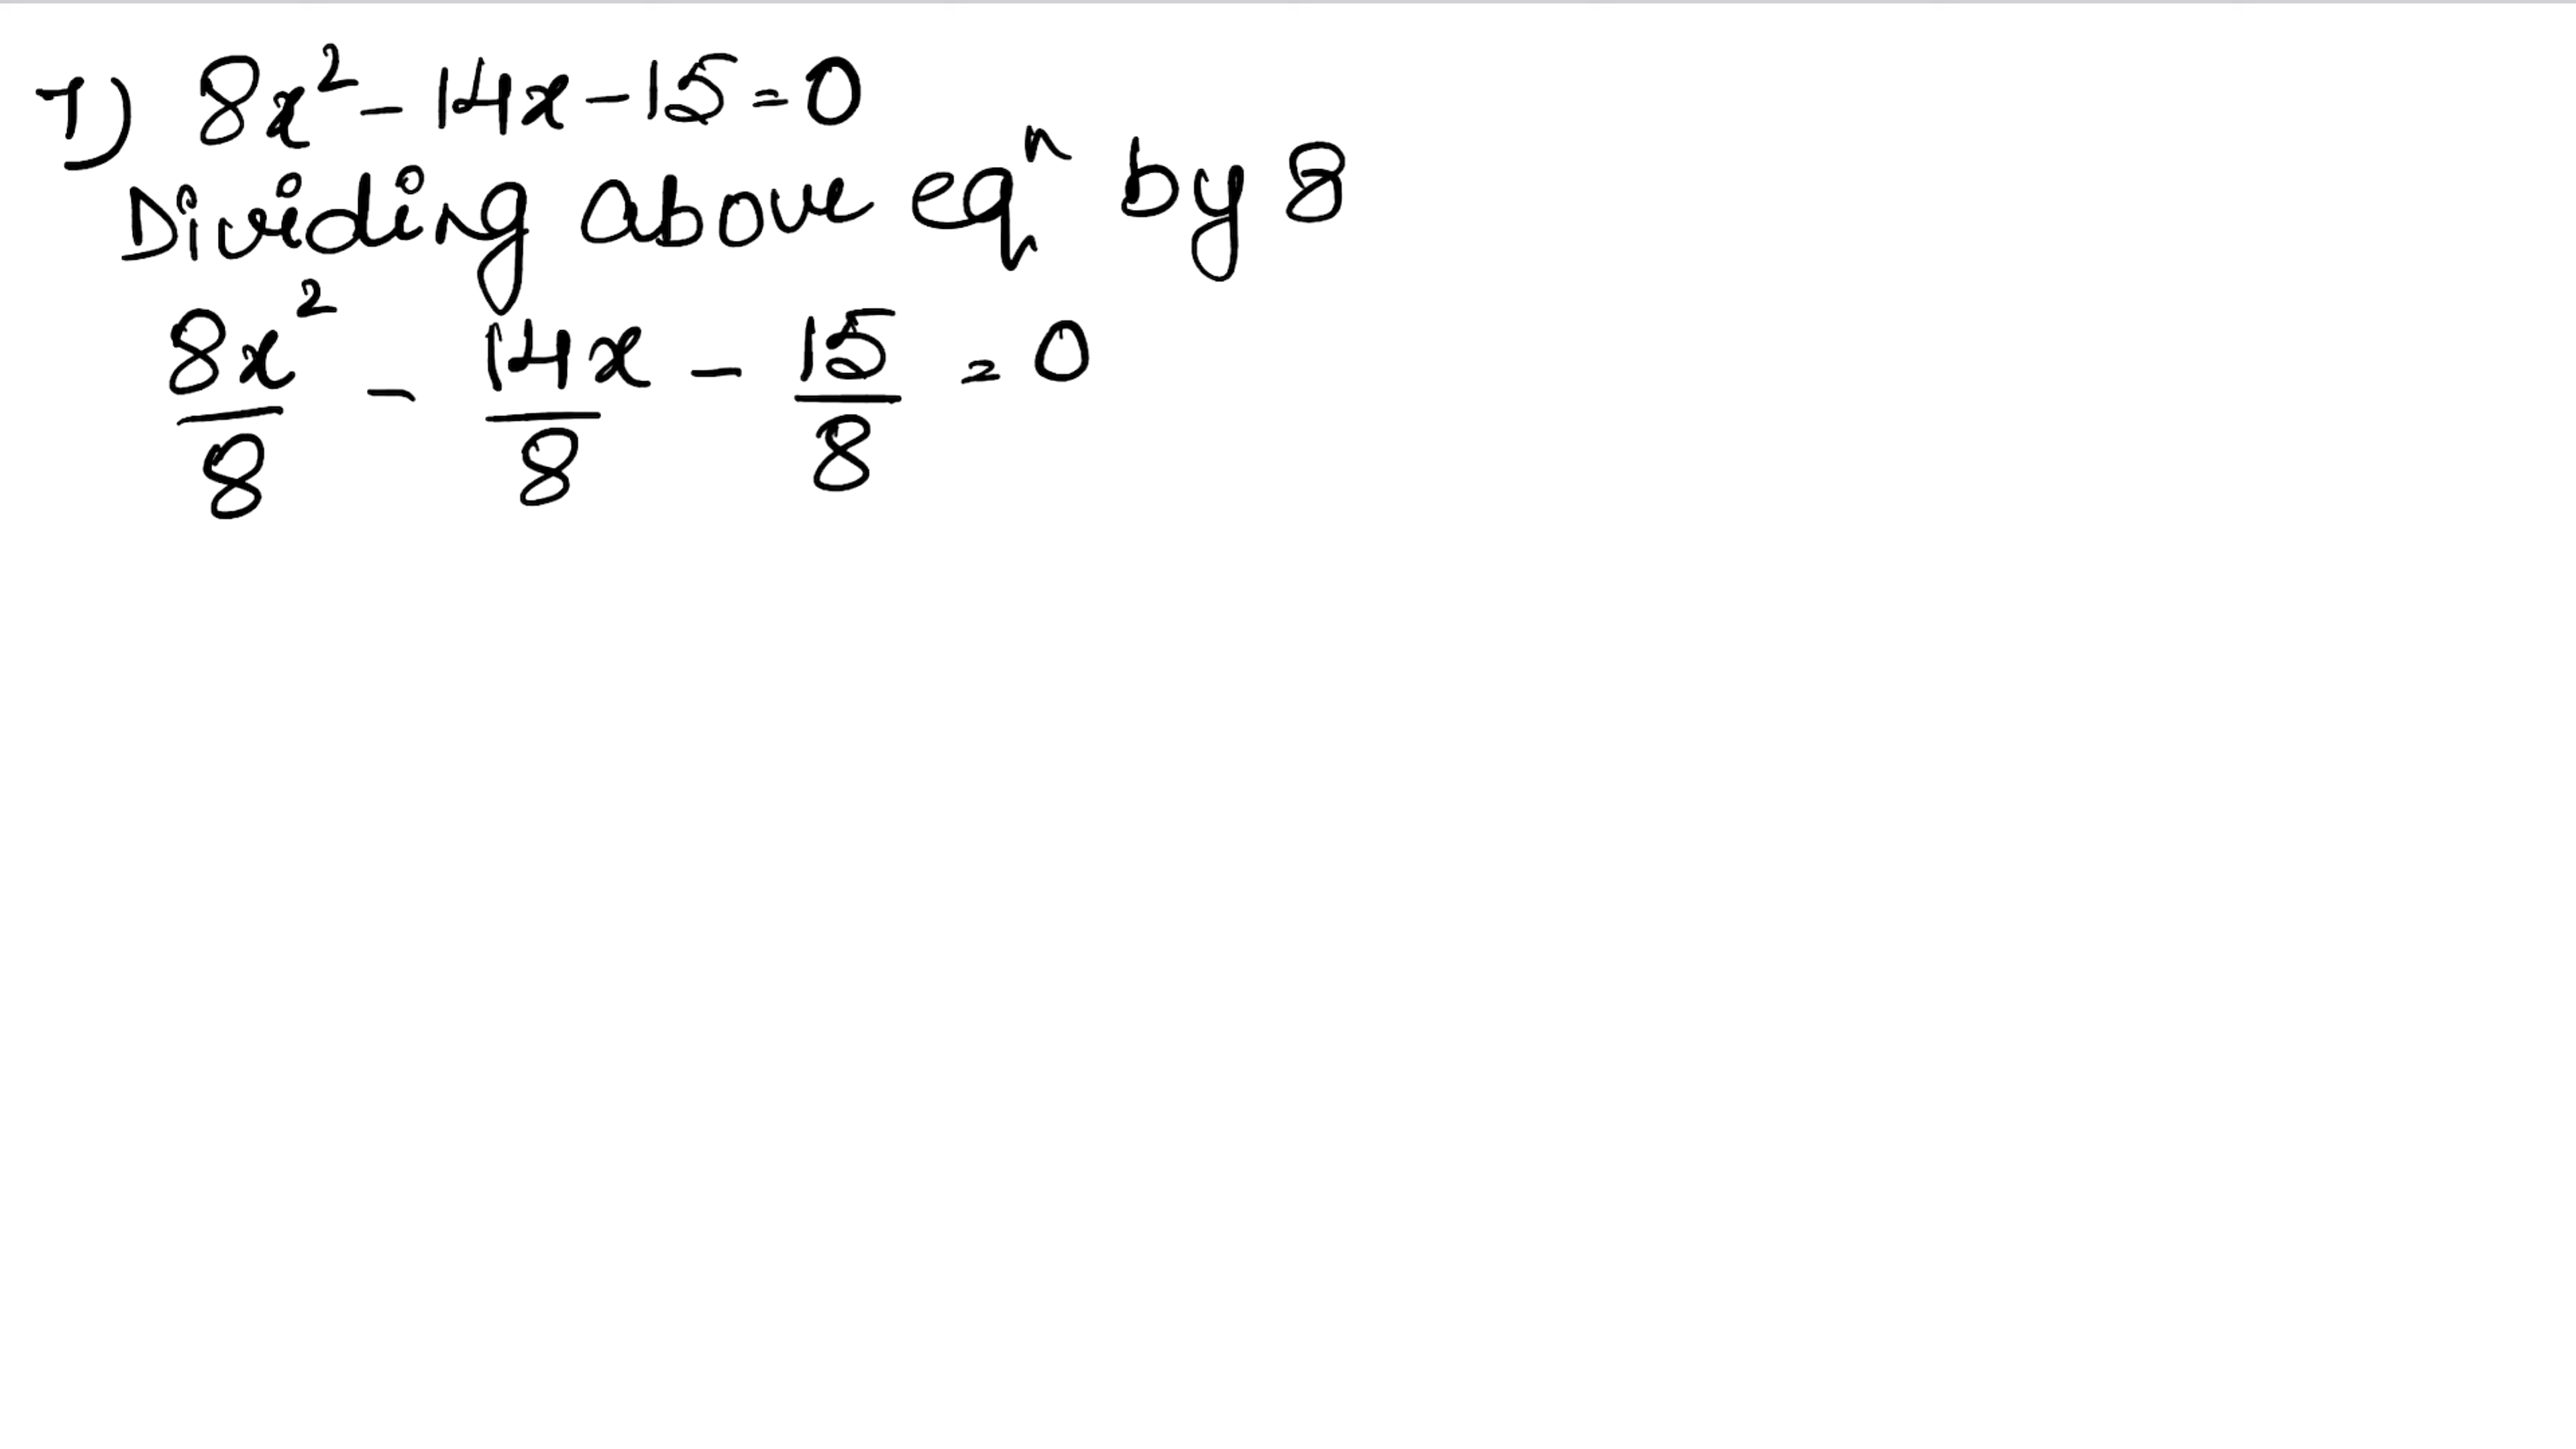 7) 8x² - 14x - 15 = 0
Dividing above eqⁿ by 8
8x²/8 - 14x/8 - 15/8 = 0